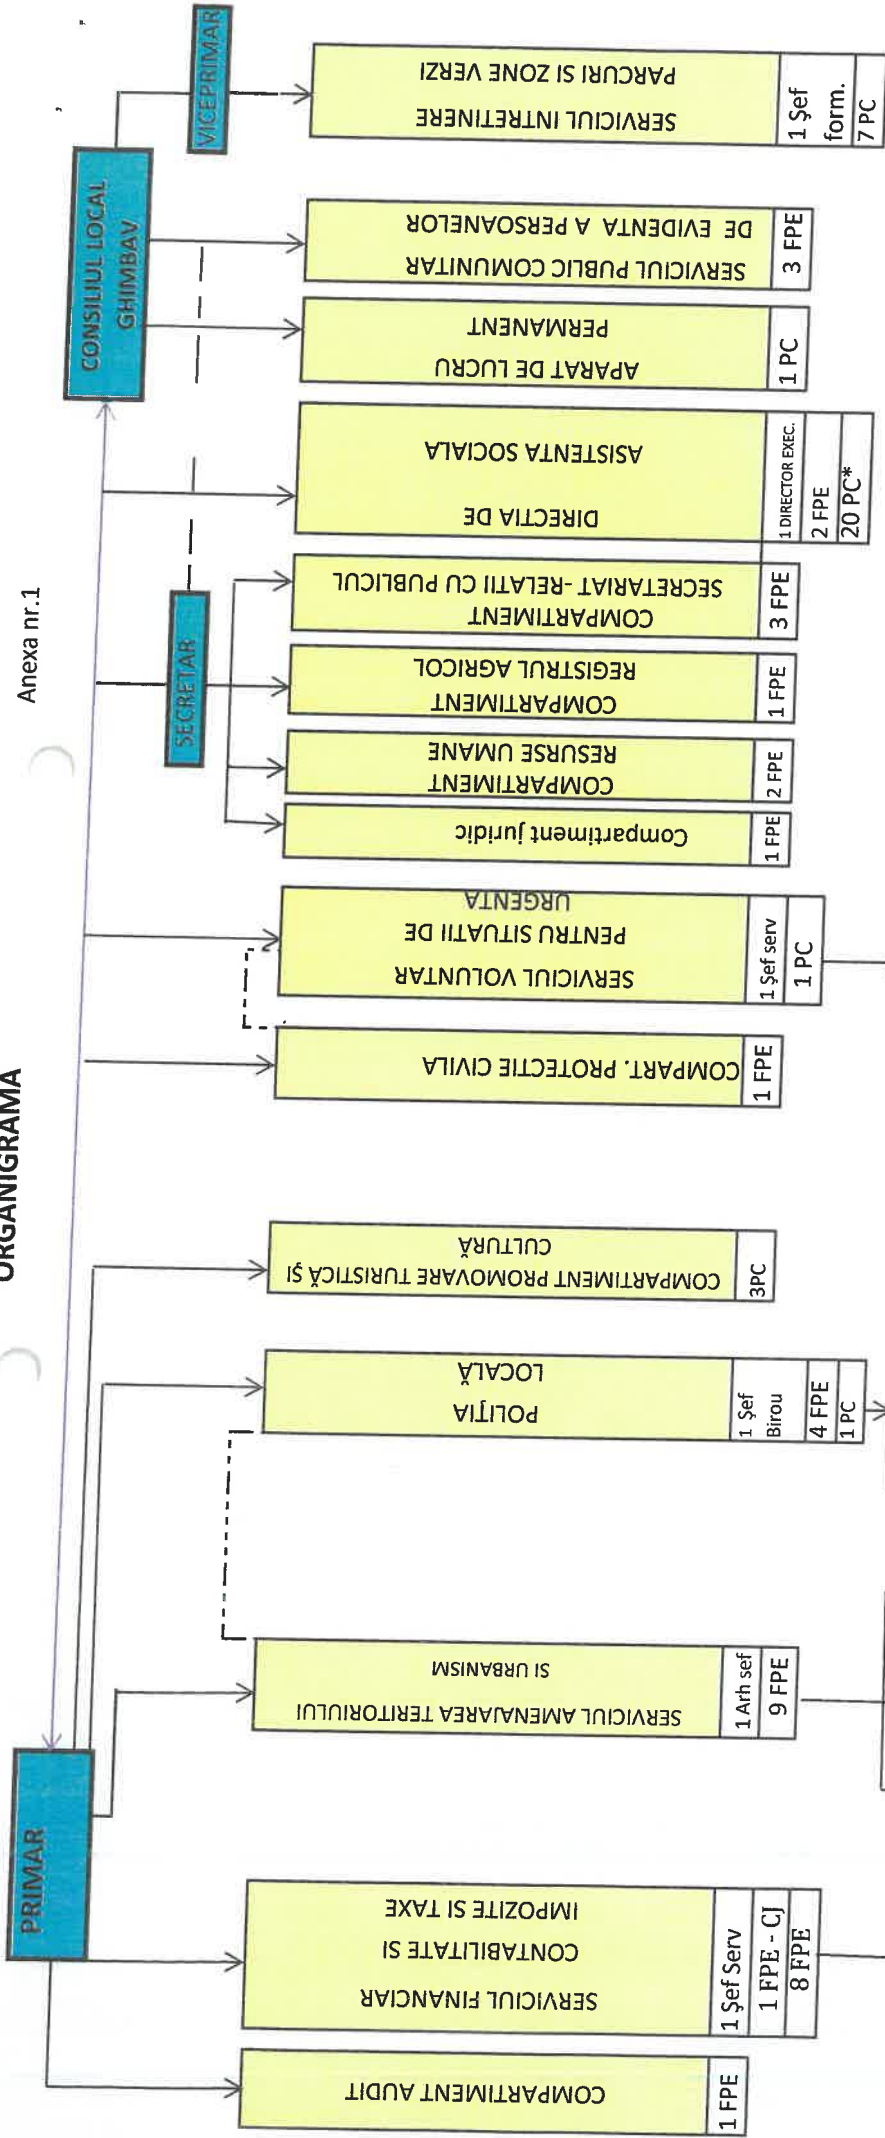 Anexa nr.1
ORGANIGRAMA
PRIMAR
CONSILIUL LOCAL
GHIMBAV
VICEPRIMAR
SECRETAR
COMPARTIMENT AUDIT
1 FPE
SERVICIUL FINANCIAR
CONTABILITATE SI
IMPOZITE SI TAXE
1 Şef Serv
1 FPE - CJ
8 FPE
SERVICIUL AMENAJAREA TERITORIULUI
SI URBANISM
1 Arh sef
9 FPE
POLIŢIA
LOCALĂ
1 Şef
Birou
4 FPE
1 PC
COMPARTIMENT PROMOVARE TURISTICĂ ŞI
CULTURĂ
3PC
COMPART. PROTECTIE CIVILA
1 FPE
SERVICIUL VOLUNTAR
PENTRU SITUATII DE
URGENTA
1 Şef serv
1 PC
Compartiment juridic
1 FPE
COMPARTIMENT
RESURSE UMANE
2 FPE
COMPARTIMENT
REGISTRUL AGRICOL
1 FPE
COMPARTIMENT
SECRETARIAT -RELATII CU PUBLICUL
3 FPE
DIRECTIA DE
ASISTENTA SOCIALA
1 DIRECTOR EXEC.
2 FPE
20 PC*
APARAT DE LUCRU
PERMANENT
1 PC
SERVICIUL PUBLIC COMUNITAR
DE EVIDENTA A PERSOANELOR
3 FPE
SERVICIUL INTRETINERE
PARCURI SI ZONE VERZI
1 Şef
form.
7 PC